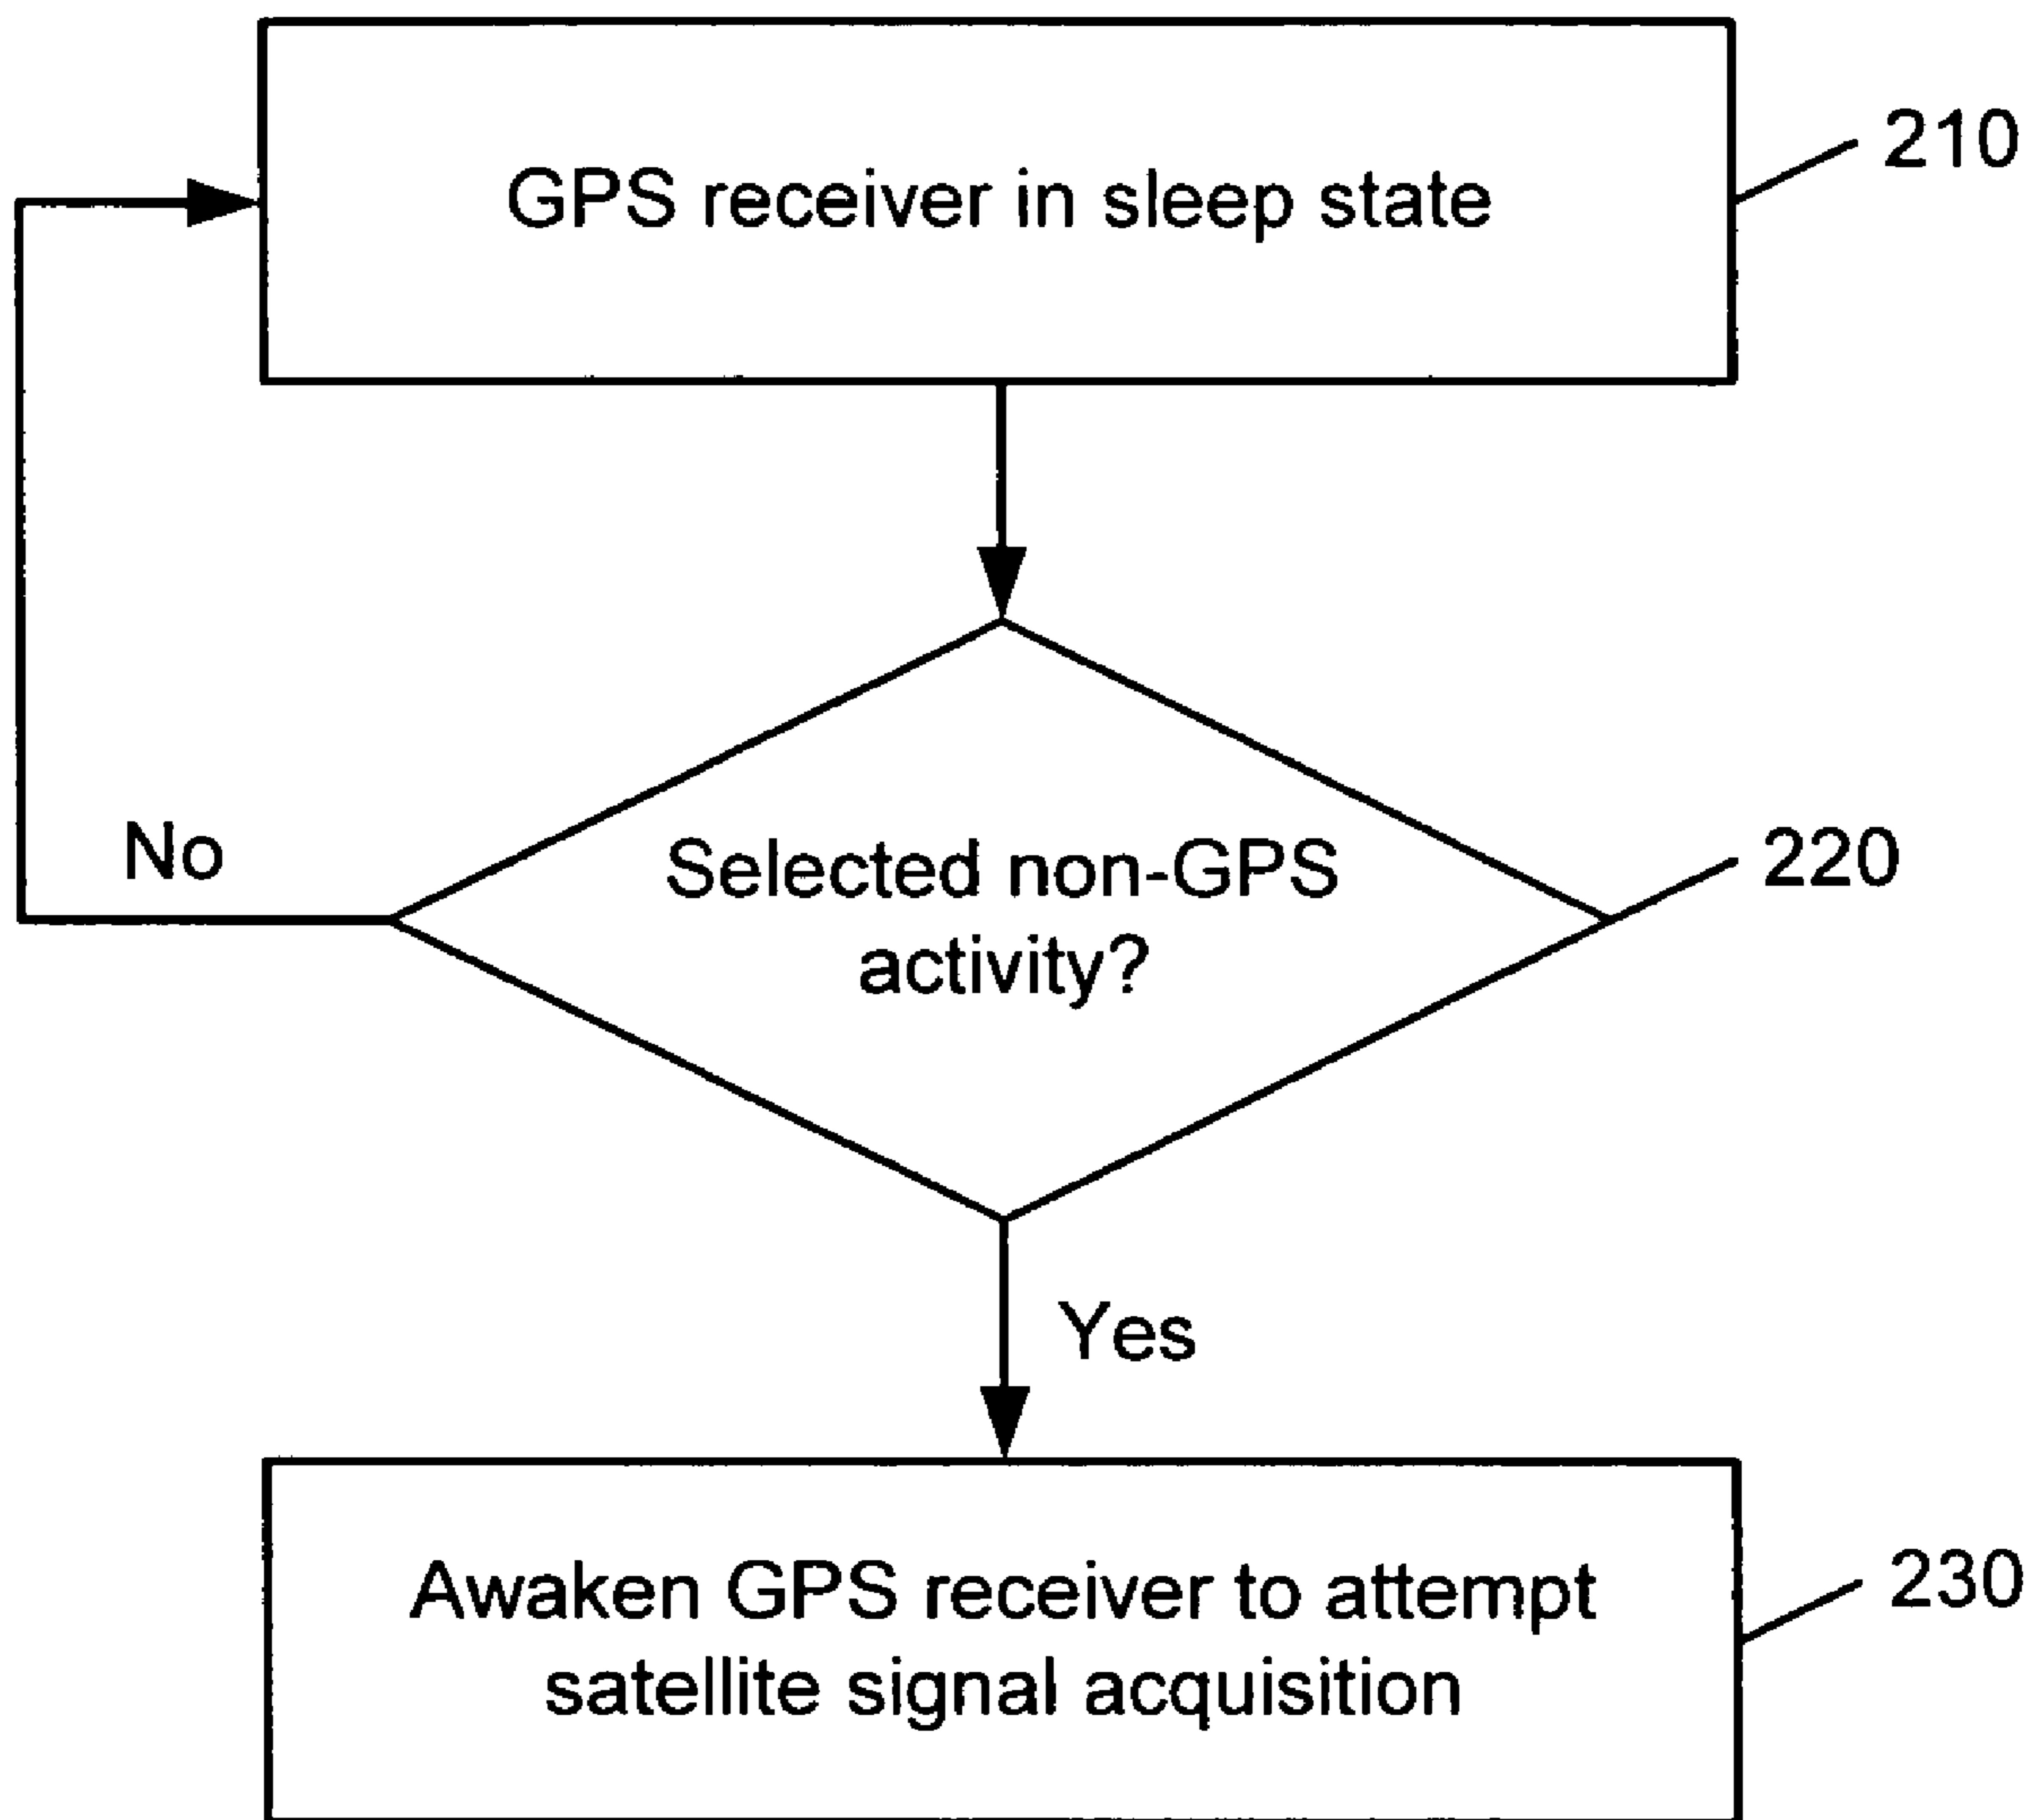 GPS receiver in sleep state
210
No
Selected non-GPS
activity?
220
Yes
Awaken GPS receiver to attempt
satellite signal acquisition
230